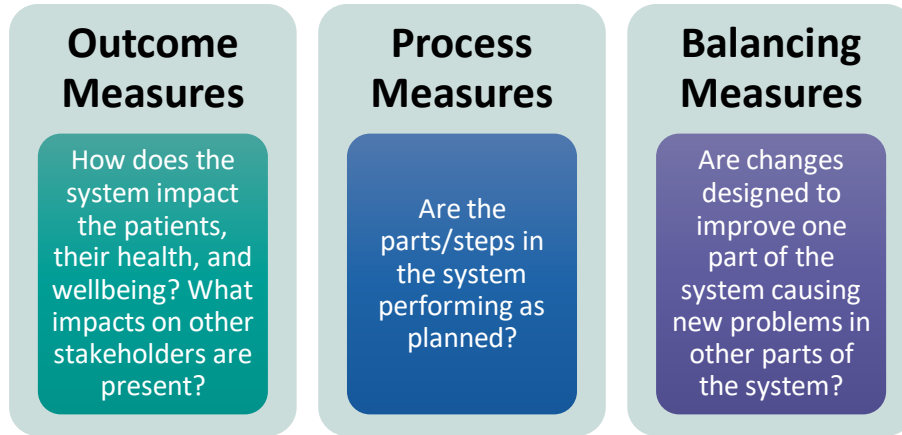 Outcome
Measures
How does the
system impact
the patients,
their health, and
wellbeing? What
impacts on other
stakeholders are
present?
Process
Measures
Are the
parts/steps in
the system
performing as
planned?
Balancing
Measures
Are changes
designed to
improve one
part of the
system causing
new problems in
other parts of
the system?